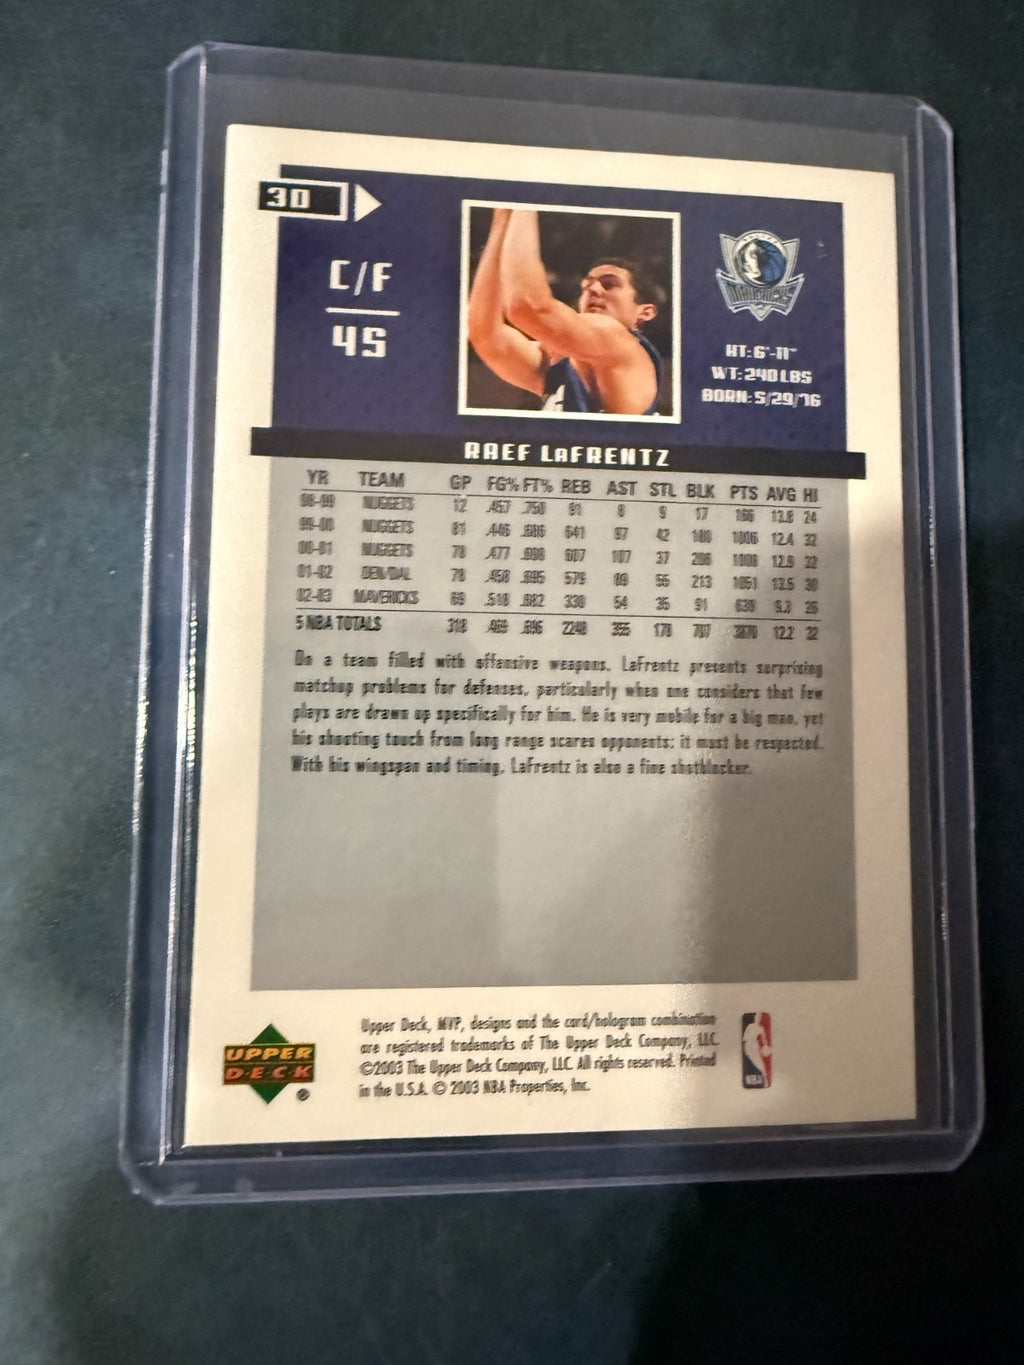 30
C/F
45
MAVERICKS
HT: 6'-11"
WT: 240 LBS
BORN: 5/29/76
RAEF LaFRENTZ
YR TEAM GP FG% FT% REB AST STL BLK PTS AVG HI
98-99 NUGGETS 12 .457 .750 91 8 9 17 166 13.8 24
99-00 NUGGETS 81 .446 .686 641 97 42 180 1006 12.4 32
00-01 NUGGETS 78 .477 .698 607 107 37 206 1008 12.9 32
01-02 DEN/DAL 78 .458 .695 579 89 55 213 1051 13.5 30
02-03 MAVERICKS 69 .518 .682 330 54 35 91 639 9.3 26
5 NBA TOTALS 318 .469 .696 2248 355 178 707 3870 12.2 32
On a team filled with offensive weapons, LaFrentz presents surprising
matchup problems for defenses, particularly when one considers that few
plays are drawn up specifically for him. He is very mobile for a big man, yet
his shooting touch from long range scares opponents; it must be respected.
With his wingspan and timing, LaFrentz is also a fine shotblocker.
UPPER
DECK
®
Upper Deck, MVP, designs and the card/hologram combination
are registered trademarks of The Upper Deck Company, LLC.
©2003 The Upper Deck Company, LLC. All rights reserved. Printed
in the U.S.A. © 2003 NBA Properties, Inc.
NBA